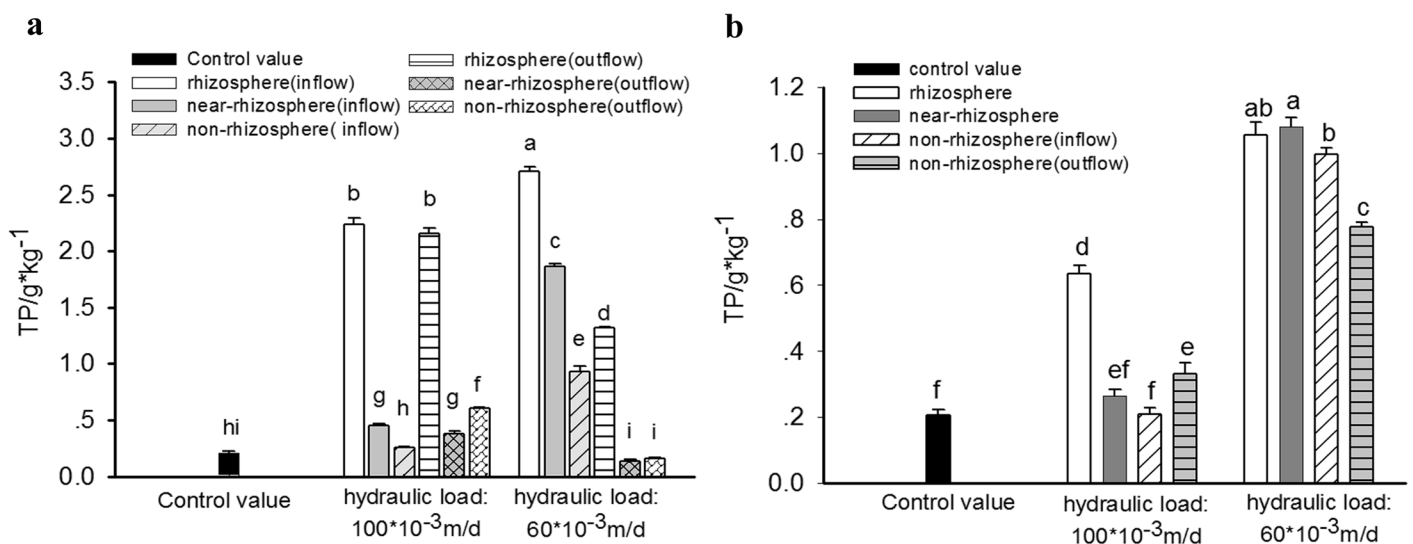 a
Control value
rhizosphere(inflow)
near-rhizosphere(inflow)
non-rhizosphere( inflow)
rhizosphere(outflow)
near-rhizosphere(outflow)
non-rhizosphere(outflow)
TP/g*kg-1
3.5
3.0
2.5
2.0
1.5
1.0
.5
0.0
hi
b
g
h
b
g
f
a
c
e
d
i
i
Control value
hydraulic load:
100*10-3m/d
hydraulic load:
60*10-3m/d
b
control value
rhizosphere
near-rhizosphere
non-rhizosphere(inflow)
non-rhizosphere(outflow)
TP/g*kg-1
1.2
1.0
.8
.6
.4
.2
0.0
f
d
ef
f
e
ab
a
b
c
Control value
hydraulic load:
100*10-3m/d
hydraulic load:
60*10-3m/d